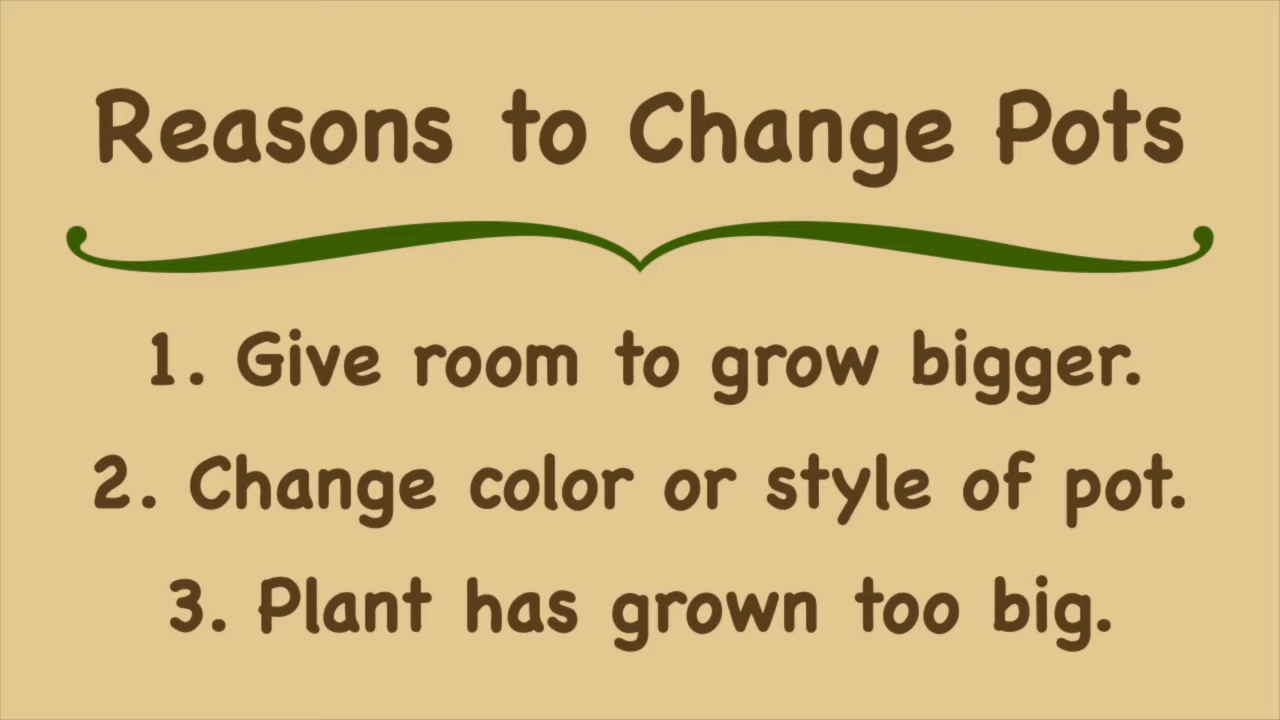 Reasons to Change Pots
1. Give room to grow bigger.
2. Change color or style of pot.
3. Plant has grown too big.